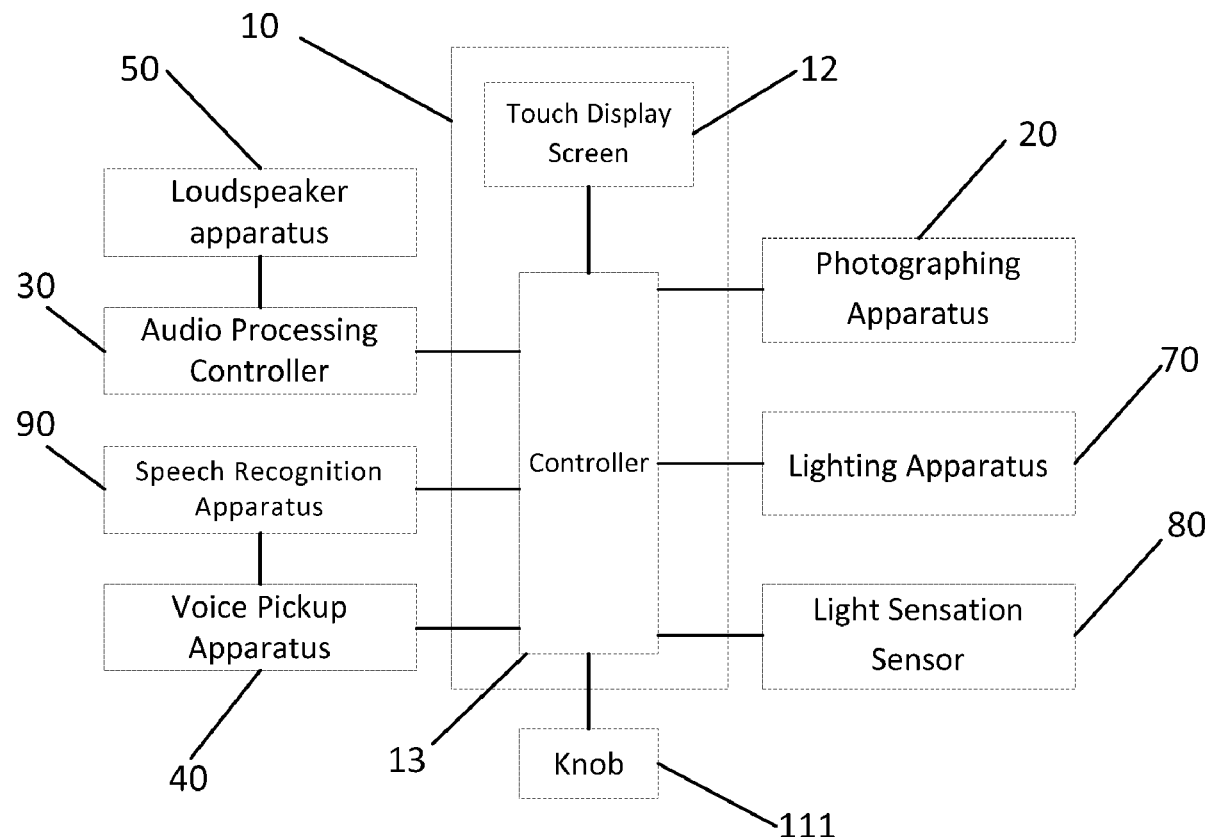 10
50
12
Touch Display
Screen
20
Loudspeaker
apparatus
Photographing
Apparatus
30
Audio Processing
Controller
70
90
Speech Recognition
Apparatus
Controller
Lighting Apparatus
80
Voice Pickup
Apparatus
Light Sensation
Sensor
40
13
Knob
111